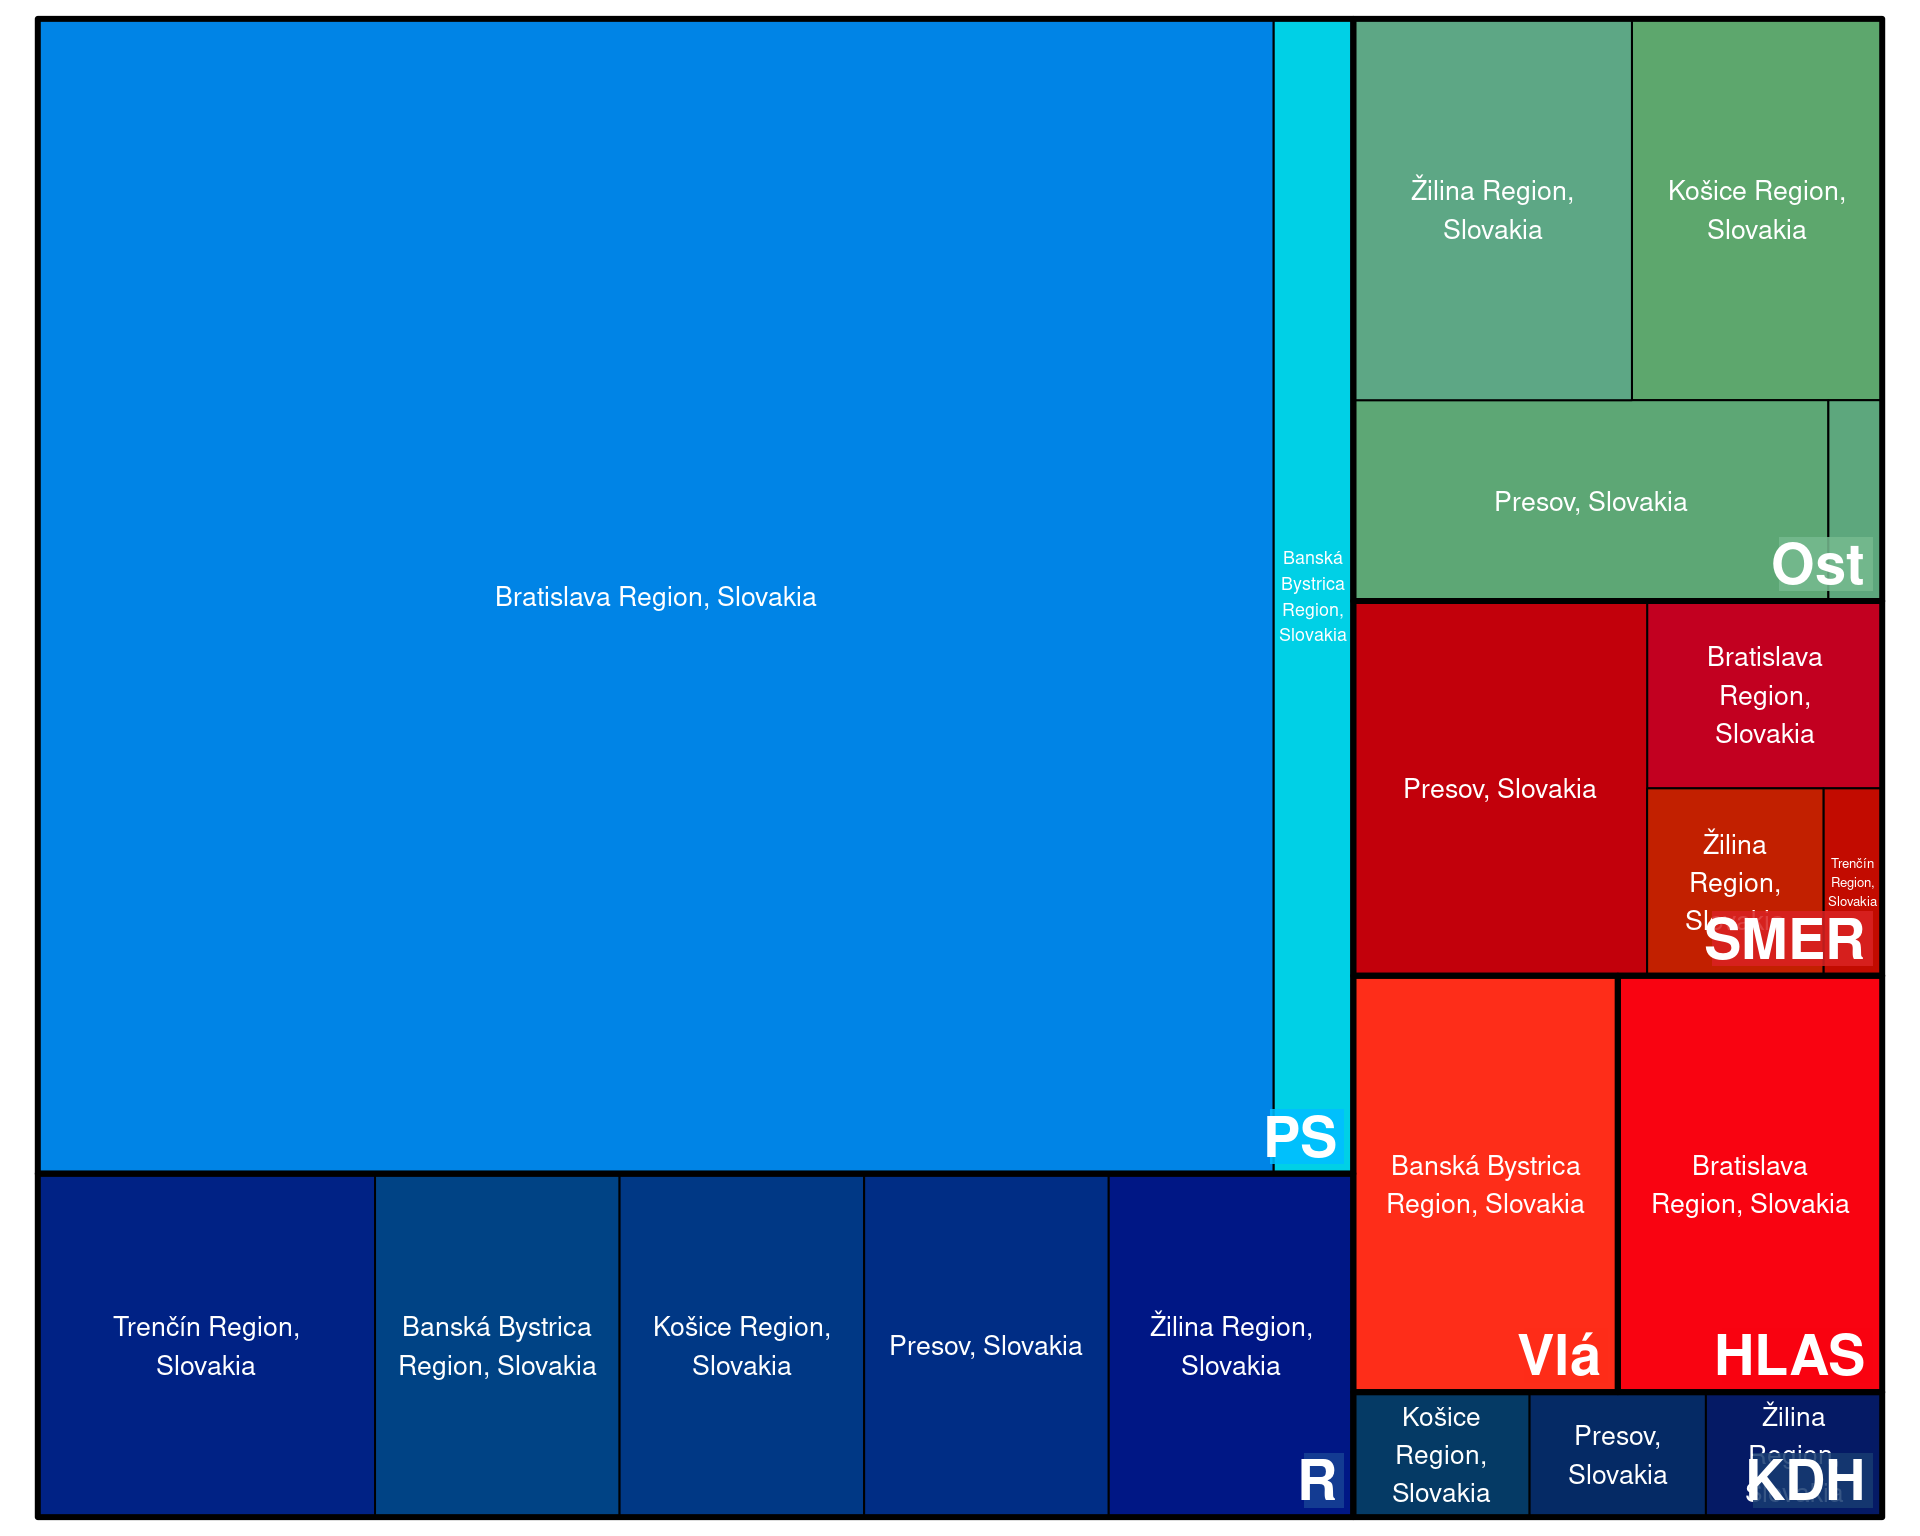 Bratislava Region, Slovakia
Banská
Bystrica
Region,
Slovakia
PS
Trenčín Region,
Slovakia
Banská Bystrica
Region, Slovakia
Košice Region,
Slovakia
Presov, Slovakia
Žilina Region,
Slovakia
R
Žilina Region,
Slovakia
Košice Region,
Slovakia
Presov, Slovakia
Ost
Presov, Slovakia
Bratislava
Region,
Slovakia
Žilina
Region,
Slovakia
Trenčín
Region,
Slovakia
SMER
Banská Bystrica
Region, Slovakia
Vlá
Bratislava
Region, Slovakia
HLAS
Košice
Region,
Slovakia
Presov,
Slovakia
Žilina
Region,
Slovakia
KDH